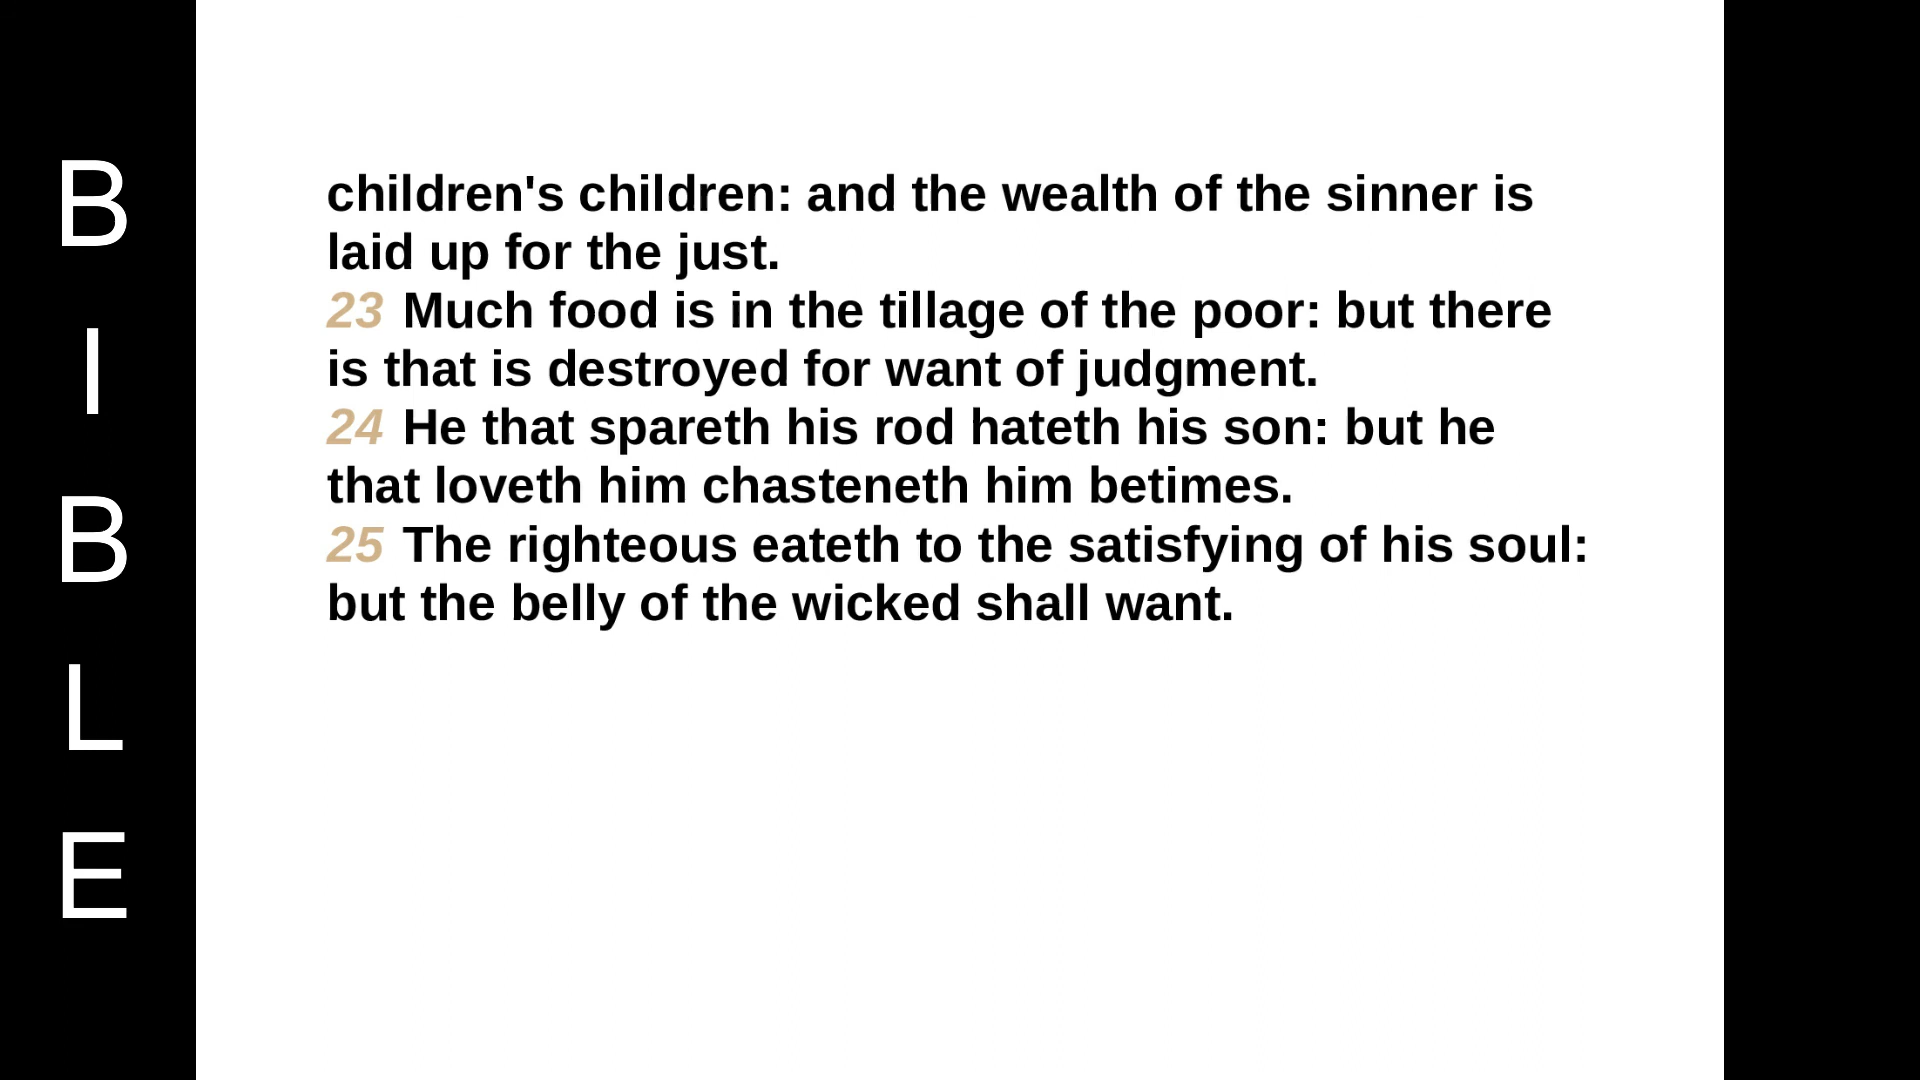 B
I
B
L
E
children's children: and the wealth of the sinner is
laid up for the just.
23 Much food is in the tillage of the poor: but there
is that is destroyed for want of judgment.
24 He that spareth his rod hateth his son: but he
that loveth him chasteneth him betimes.
25 The righteous eateth to the satisfying of his soul:
but the belly of the wicked shall want.